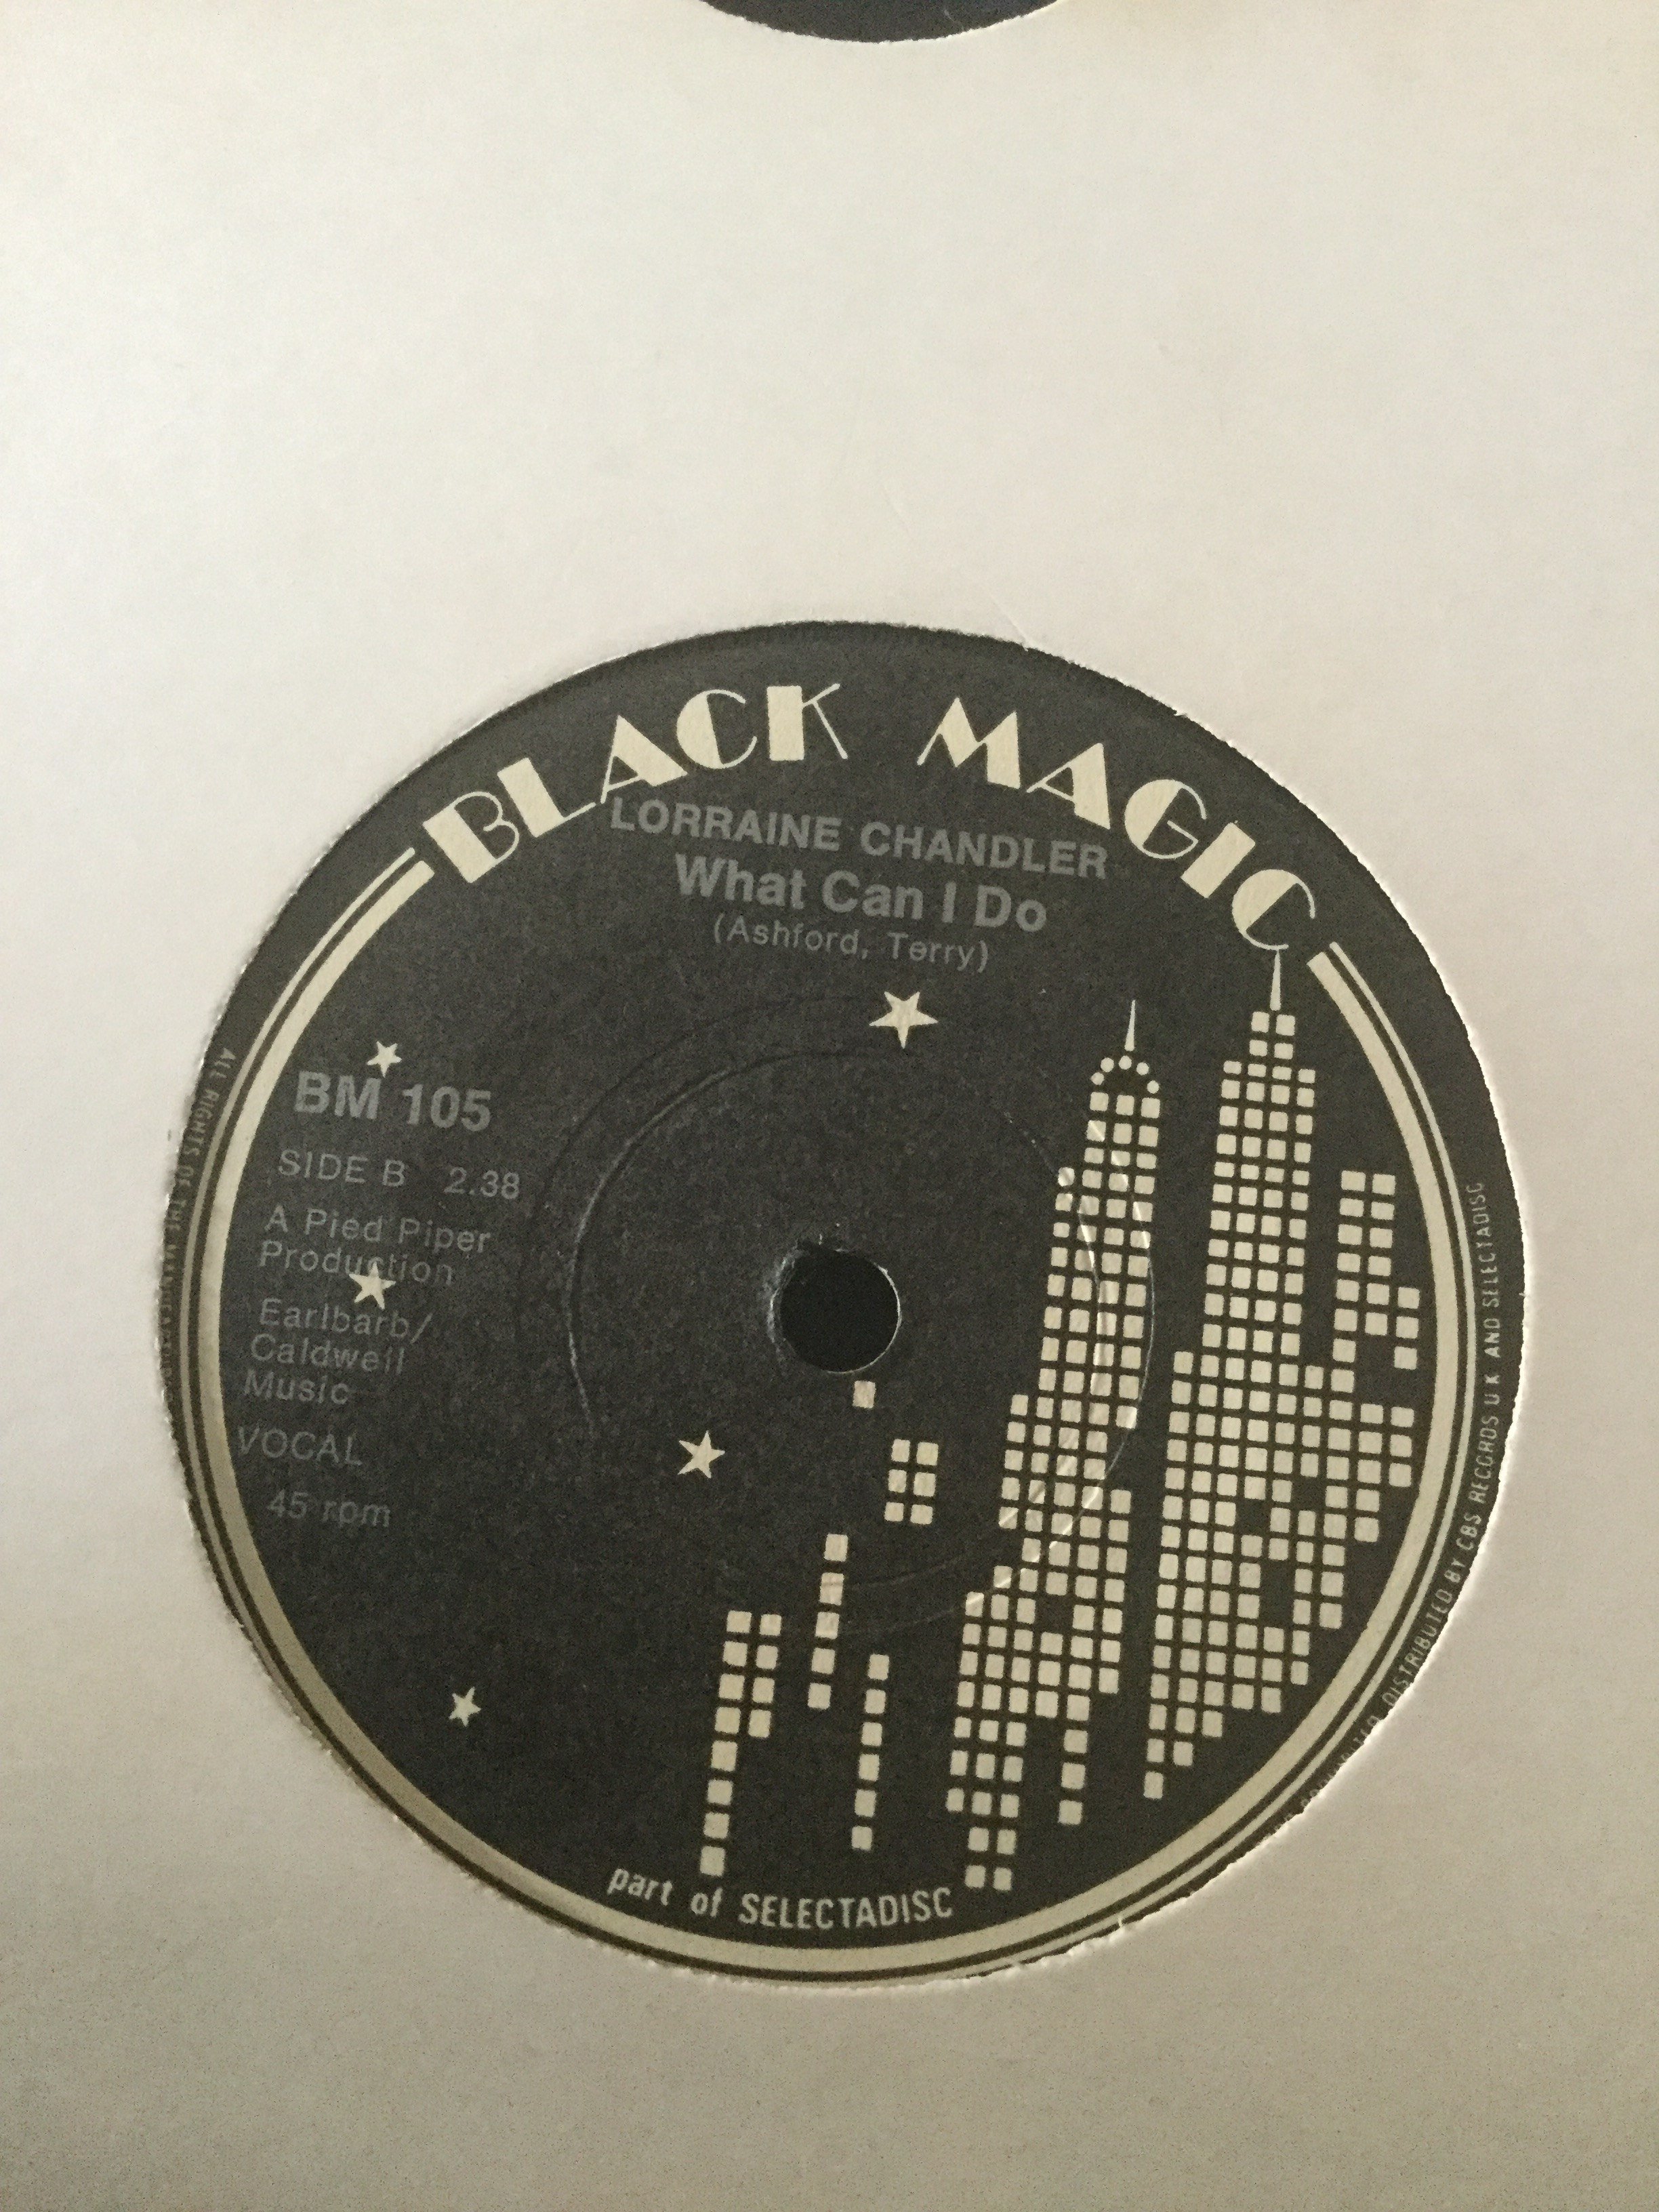 BLACK MAGIC
LORRAINE CHANDLER
What Can I Do
(Ashford, Terry)
BM 105
SIDE B 2.38
A Pied Piper
Production
Earlbarb/
Caldwell
Music
VOCAL
45 rpm
part of SELECTADISC
ALL RIGHTS OF THE
DISTRIBUTED BY CBS RECORDS UK AND SELECTADISC